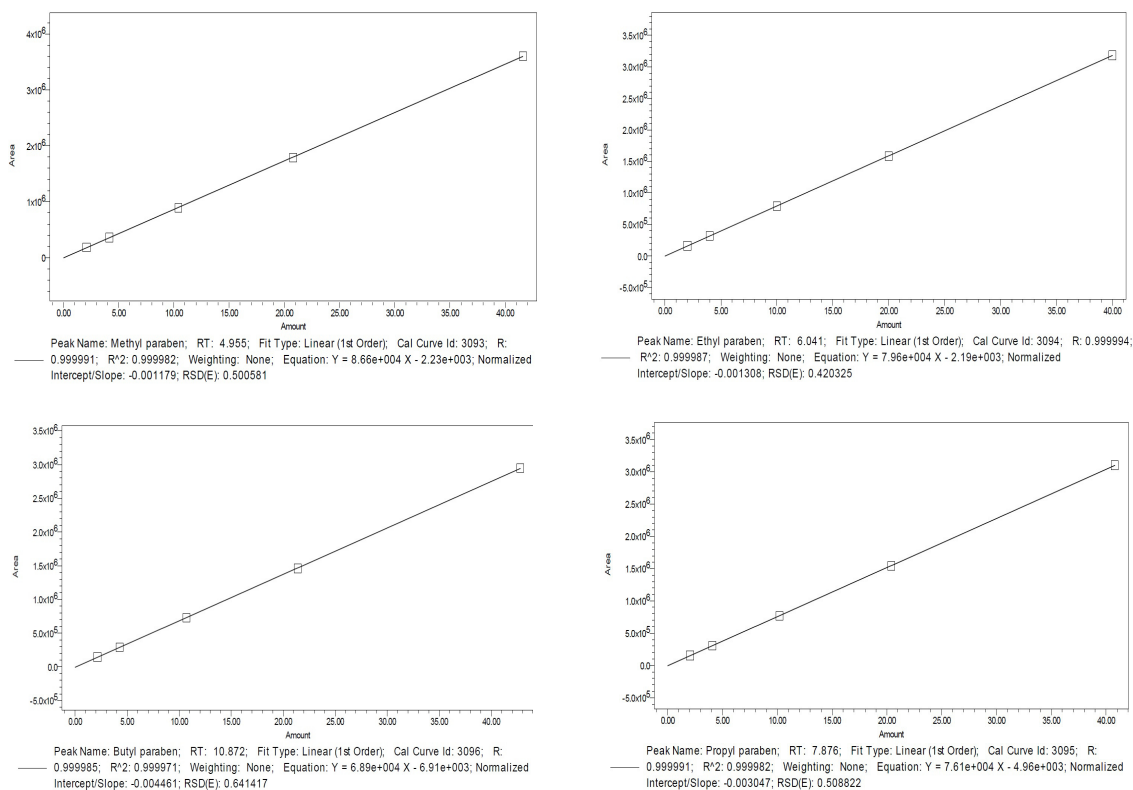 4x10^6
3x10^6
2x10^6
1x10^6
0
Area
0.00 5.00 10.00 15.00 20.00 25.00 30.00 35.00 40.00
Amount
Peak Name: Methyl paraben; RT: 4.955; Fit Type: Linear (1st Order); Cal Curve Id: 3093; R:
0.999991; R^2: 0.999982; Weighting: None; Equation: Y = 8.66e+004 X - 2.23e+003; Normalized
Intercept/Slope: -0.001179; RSD(E): 0.500581
3.5x10^6
3.0x10^6
2.5x10^6
2.0x10^6
1.5x10^6
1.0x10^6
5.0x10^5
0.0
-5.0x10^5
Area
0.00 5.00 10.00 15.00 20.00 25.00 30.00 35.00 40.00
Amount
Peak Name: Ethyl paraben; RT: 6.041; Fit Type: Linear (1st Order); Cal Curve Id: 3094; R: 0.999994;
R^2: 0.999987; Weighting: None; Equation: Y = 7.96e+004 X - 2.19e+003; Normalized
Intercept/Slope: -0.001308; RSD(E): 0.420325
3.5x10^6
3.0x10^6
2.5x10^6
2.0x10^6
1.5x10^6
1.0x10^6
5.0x10^5
0.0
-5.0x10^5
Area
0.00 5.00 10.00 15.00 20.00 25.00 30.00 35.00 40.00
Amount
Peak Name: Butyl paraben; RT: 10.872; Fit Type: Linear (1st Order); Cal Curve Id: 3096; R:
0.999985; R^2: 0.999971; Weighting: None; Equation: Y = 6.89e+004 X - 6.91e+003; Normalized
Intercept/Slope: -0.004461; RSD(E): 0.641417
3.5x10^6
3.0x10^6
2.5x10^6
2.0x10^6
1.5x10^6
1.0x10^6
5.0x10^5
0.0
-5.0x10^5
Area
0.00 5.00 10.00 15.00 20.00 25.00 30.00 35.00 40.00
Amount
Peak Name: Propyl paraben; RT: 7.876; Fit Type: Linear (1st Order); Cal Curve Id: 3095; R:
0.999991; R^2: 0.999982; Weighting: None; Equation: Y = 7.61e+004 X - 4.96e+003; Normalized
Intercept/Slope: -0.003047; RSD(E): 0.508822